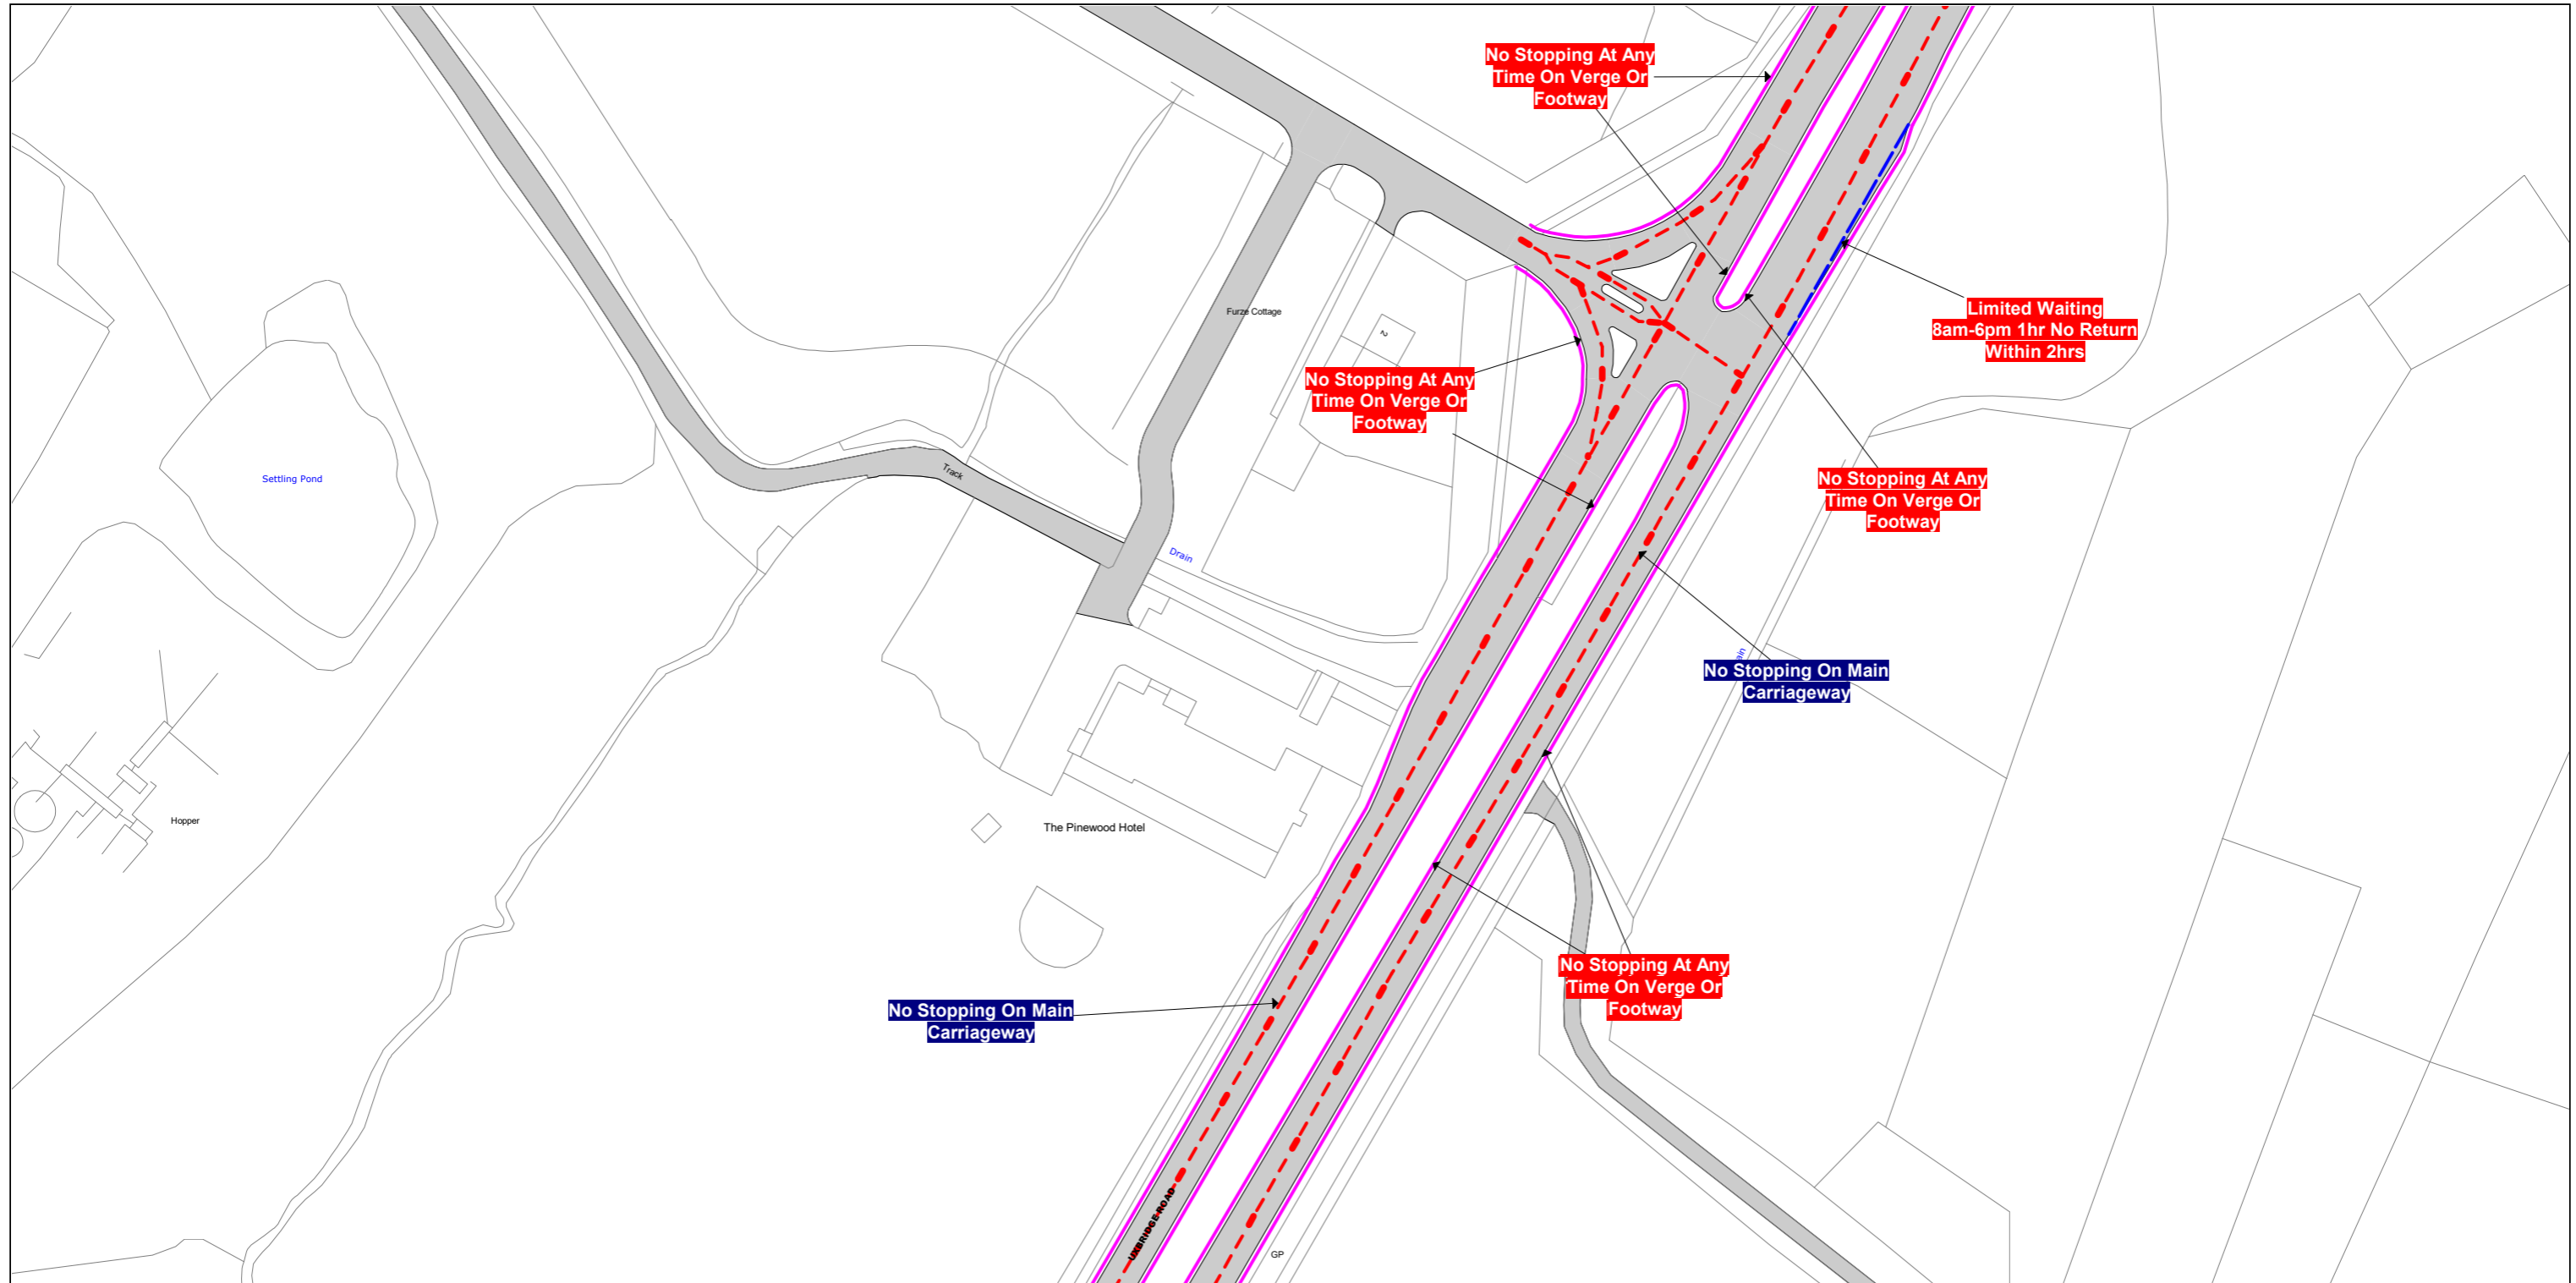 No Stopping At Any
Time On Verge Or
Footway
Limited Waiting
8am-6pm 1hr No Return
Within 2hrs
Furze Cottage
2
No Stopping At Any
Time On Verge Or
Footway
Settling Pond
Track
No Stopping At Any
Time On Verge Or
Footway
Drain
No Stopping On Main
Carriageway
Hopper
The Pinewood Hotel
No Stopping At Any
Time On Verge Or
Footway
No Stopping On Main
Carriageway
UXBRIDGE ROAD
GP